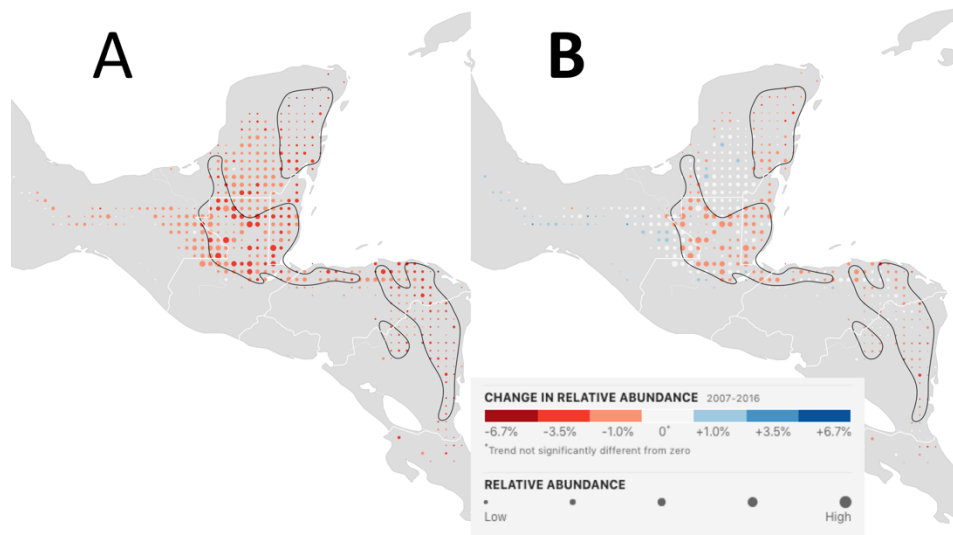 A
B
CHANGE IN RELATIVE ABUNDANCE 2007-2016
-6.7% -3.5% -1.0% 0* +1.0% +3.5% +6.7%
*Trend not significantly different from zero
RELATIVE ABUNDANCE
Low High